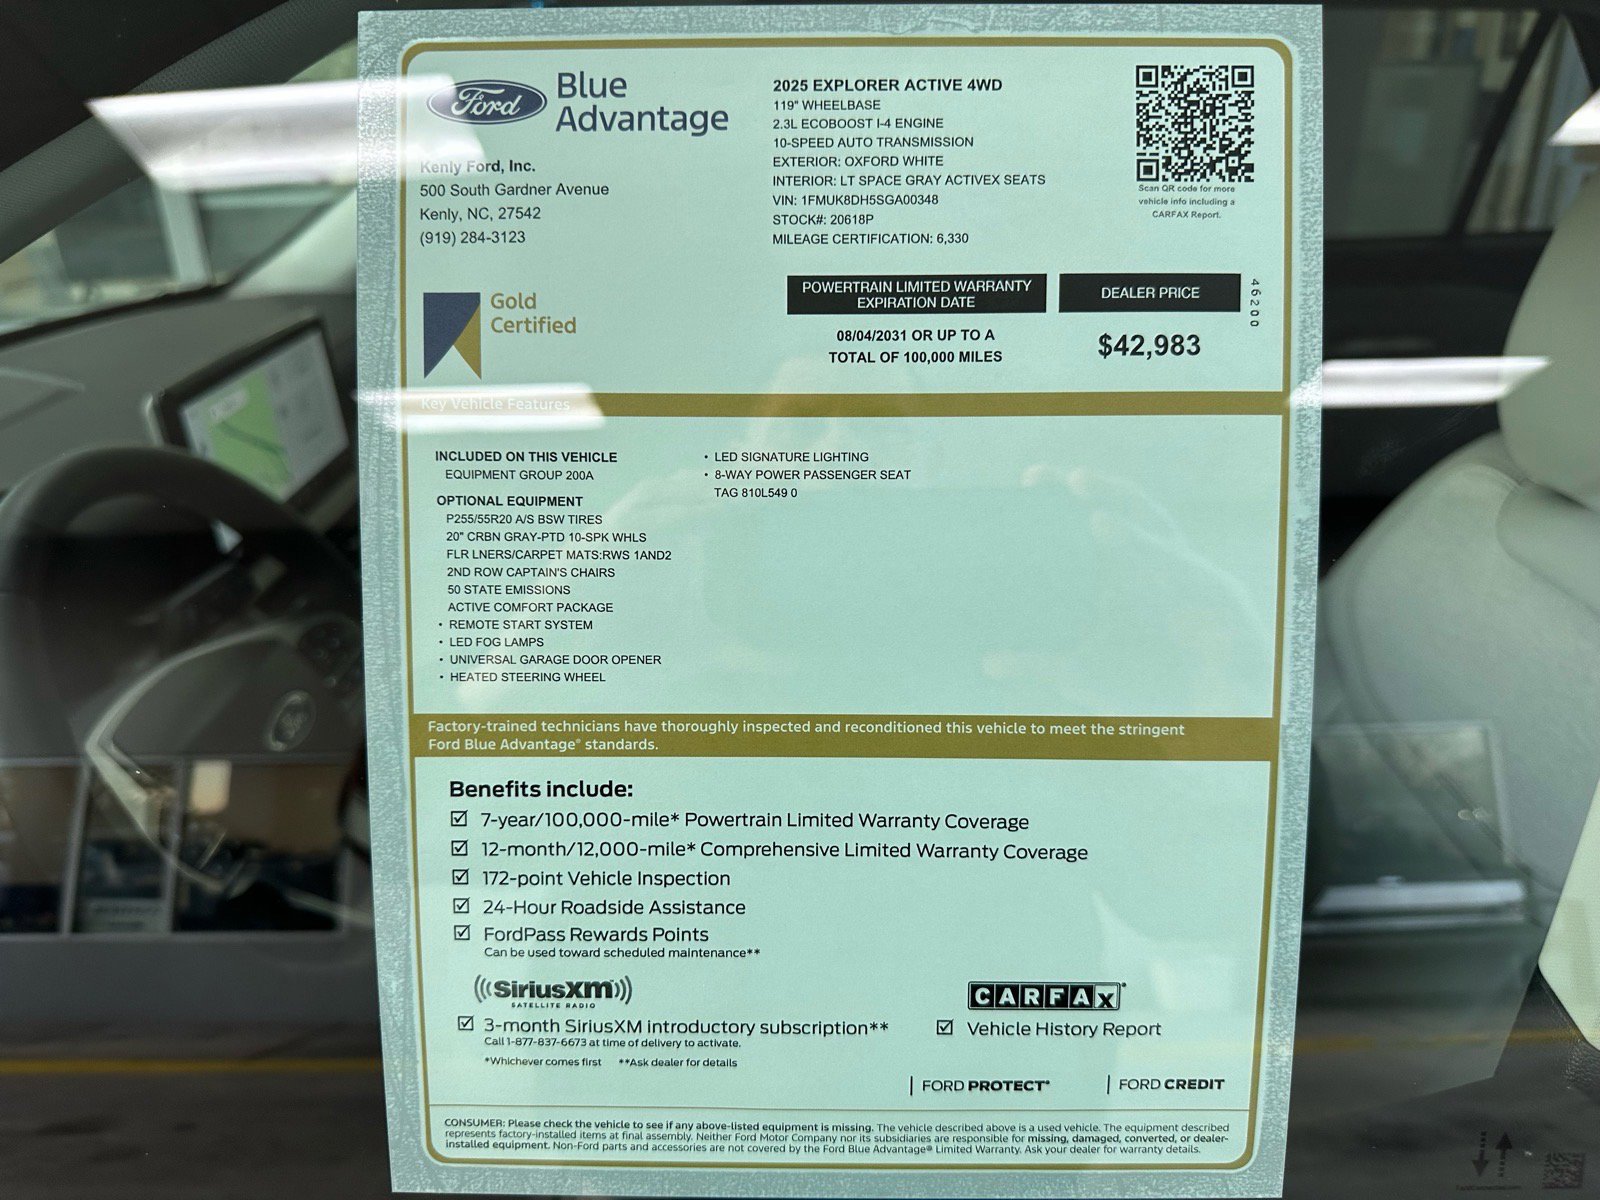 Ford Blue Advantage
Kenly Ford, Inc.
500 South Gardner Avenue
Kenly, NC, 27542
(919) 284-3123
2025 EXPLORER ACTIVE 4WD
119" WHEELBASE
2.3L ECOBOOST I-4 ENGINE
10-SPEED AUTO TRANSMISSION
EXTERIOR: OXFORD WHITE
INTERIOR: LT SPACE GRAY ACTIVEX SEATS
VIN: 1FMUK8DH5SGA00348
STOCK#: 20618P
MILEAGE CERTIFICATION: 6,330
Scan QR code for more
vehicle info including a
CARFAX Report.
Gold
Certified
POWERTRAIN LIMITED WARRANTY
EXPIRATION DATE
08/04/2031 OR UP TO A
TOTAL OF 100,000 MILES
DEALER PRICE
$42,983
46200
Key Vehicle Features
INCLUDED ON THIS VEHICLE
EQUIPMENT GROUP 200A
OPTIONAL EQUIPMENT
P255/55R20 A/S BSW TIRES
20" CRBN GRAY-PTD 10-SPK WHLS
FLR LNERS/CARPET MATS:RWS 1AND2
2ND ROW CAPTAIN'S CHAIRS
50 STATE EMISSIONS
ACTIVE COMFORT PACKAGE
• REMOTE START SYSTEM
• LED FOG LAMPS
• UNIVERSAL GARAGE DOOR OPENER
• HEATED STEERING WHEEL
• LED SIGNATURE LIGHTING
• 8-WAY POWER PASSENGER SEAT
TAG 810L549 0
Factory-trained technicians have thoroughly inspected and reconditioned this vehicle to meet the stringent
Ford Blue Advantage® standards.
Benefits include:
7-year/100,000-mile* Powertrain Limited Warranty Coverage
12-month/12,000-mile* Comprehensive Limited Warranty Coverage
172-point Vehicle Inspection
24-Hour Roadside Assistance
FordPass Rewards Points
Can be used toward scheduled maintenance**
SiriusXM
SATELLITE RADIO
3-month SiriusXM introductory subscription**
Call 1-877-837-6673 at time of delivery to activate.
*Whichever comes first **Ask dealer for details
CARFAX
Vehicle History Report
FORD PROTECT®
FORD CREDIT
CONSUMER: Please check the vehicle to see if any above-listed equipment is missing. The vehicle described above is a used vehicle. The equipment described
represents factory-installed items at final assembly. Neither Ford Motor Company nor its subsidiaries are responsible for missing, damaged, converted, or dealer-
installed equipment. Non-Ford parts and accessories are not covered by the Ford Blue Advantage® Limited Warranty. Ask your dealer for warranty details.